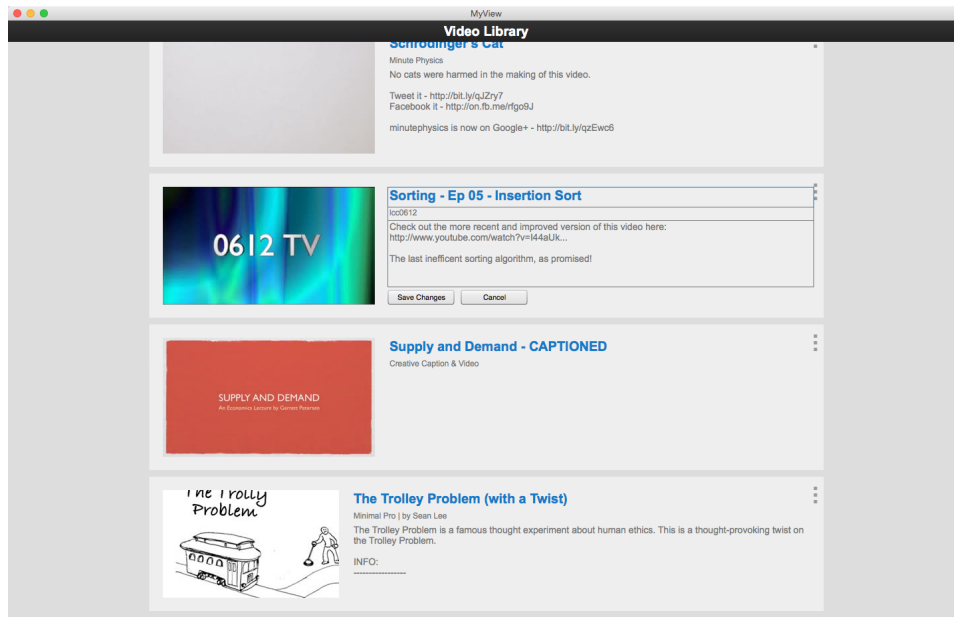 MyView
Video Library
Schrodinger's Cat
Minute Physics
No cats were harmed in the making of this video.
Tweet it - http://bit.ly/qJZry7
Facebook it - http://on.fb.me/rfgo9J
minutephysics is now on Google+ - http://bit.ly/qzEwc6
0612 TV
Sorting - Ep 05 - Insertion Sort
lcc0612
Check out the more recent and improved version of this video here:
http://www.youtube.com/watch?v=l44aUk...
The last inefficent sorting algorithm, as promised!
Save Changes
Cancel
SUPPLY AND DEMAND
An Economics Lecture by Garrett Petersen
Supply and Demand - CAPTIONED
Creative Caption & Video
The Trolly
Problem
The Trolley Problem (with a Twist)
Minimal Pro | by Sean Lee
The Trolley Problem is a famous thought experiment about human ethics. This is a thought-provoking twist on
the Trolley Problem.
INFO:
------------------